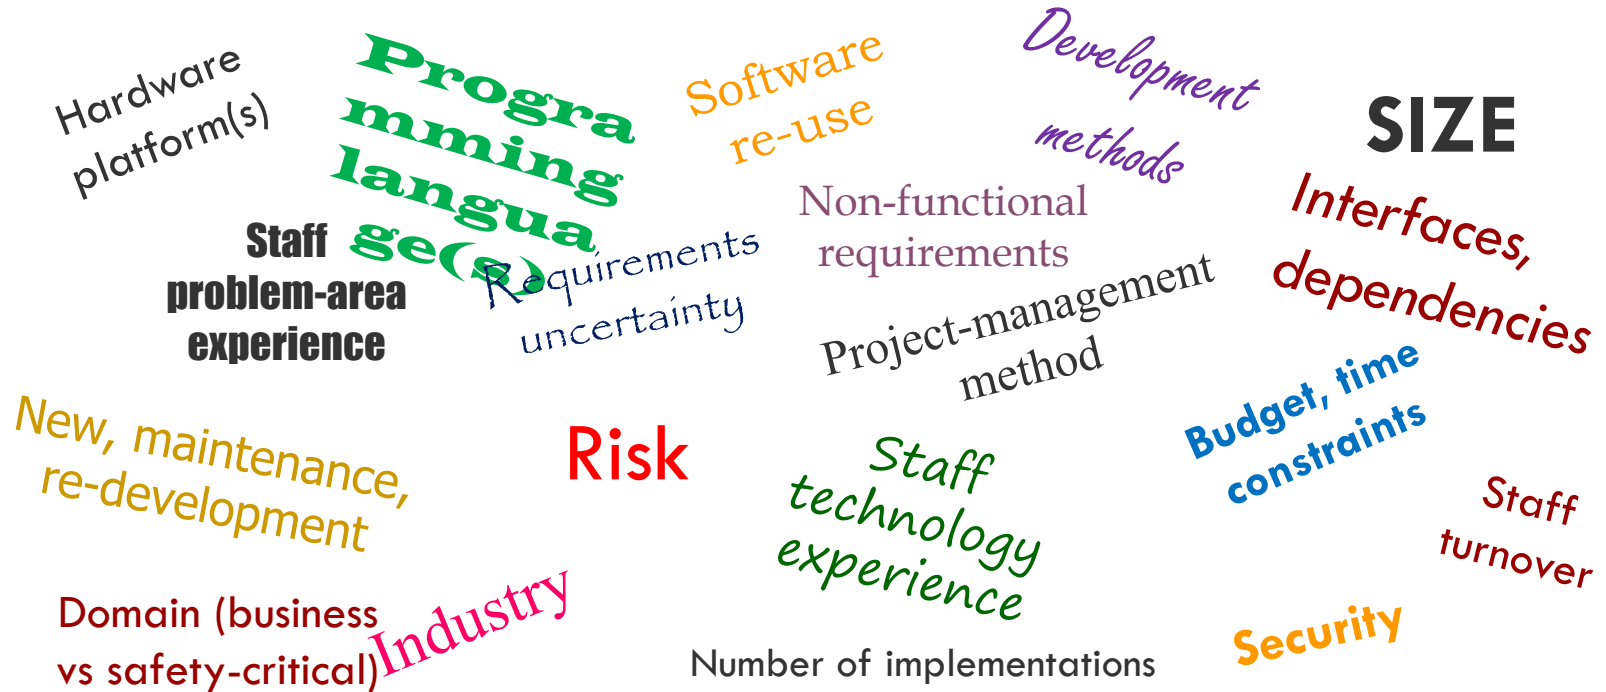 Hardware
platform(s)
Progra
mming
langua
ge(s)
Software
re-use
Development
methods
SIZE
Interfaces,
dependencies
Non-functional
requirements
Staff
problem-area
experience
Requirements
uncertainty
Project-management
method
Budget, time
constraints
New, maintenance,
re-development
Risk
Staff
technology
experience
Staff
turnover
Domain (business
vs safety-critical)
Industry
Number of implementations
Security